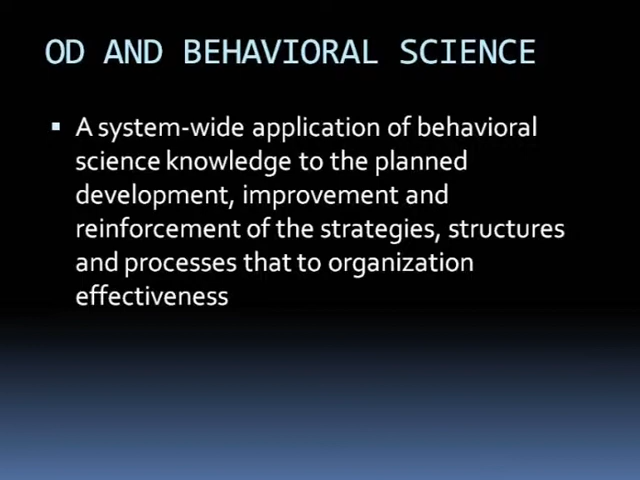 OD AND BEHAVIORAL SCIENCE
▪ A system-wide application of behavioral
science knowledge to the planned
development, improvement and
reinforcement of the strategies, structures
and processes that to organization
effectiveness